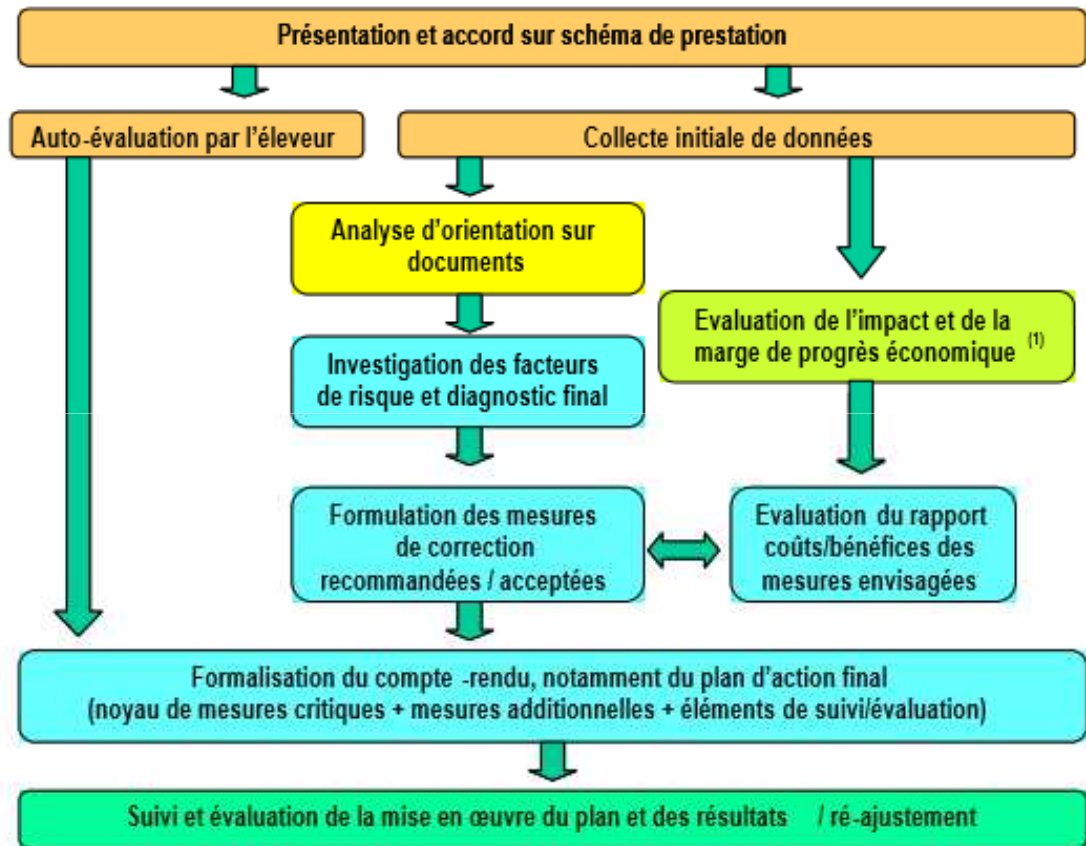 Présentation et accord sur schéma de prestation
Auto-évaluation par l'éleveur
Collecte initiale de données
Analyse d'orientation sur
documents
Evaluation de l'impact et de la
marge de progrès économique (1)
Investigation des facteurs
de risque et diagnostic final
Formulation des mesures
de correction
recommandées / acceptées
Evaluation du rapport
coûts/bénéfices des
mesures envisagées
Formalisation du compte -rendu, notamment du plan d'action final
(noyau de mesures critiques + mesures additionnelles + éléments de suivi/évaluation)
Suivi et évaluation de la mise en œuvre du plan et des résultats / ré-ajustement